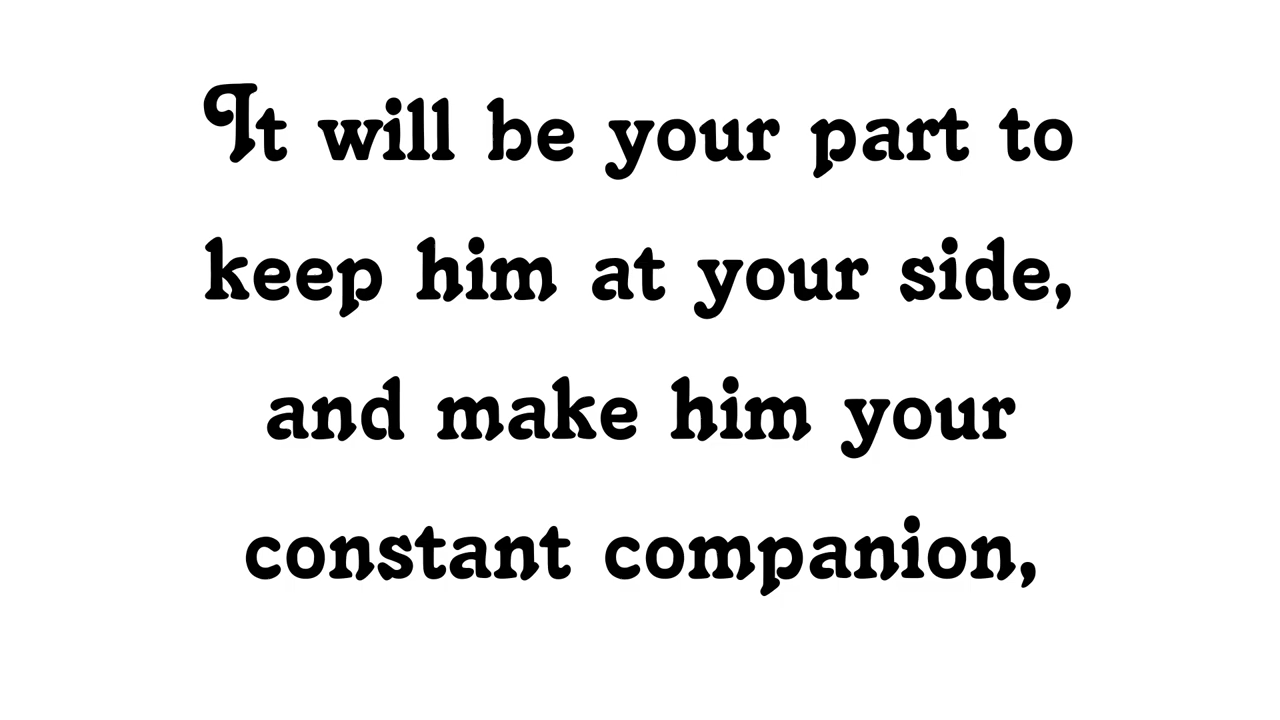 It will be your part to
keep him at your side,
and make him your
constant companion,